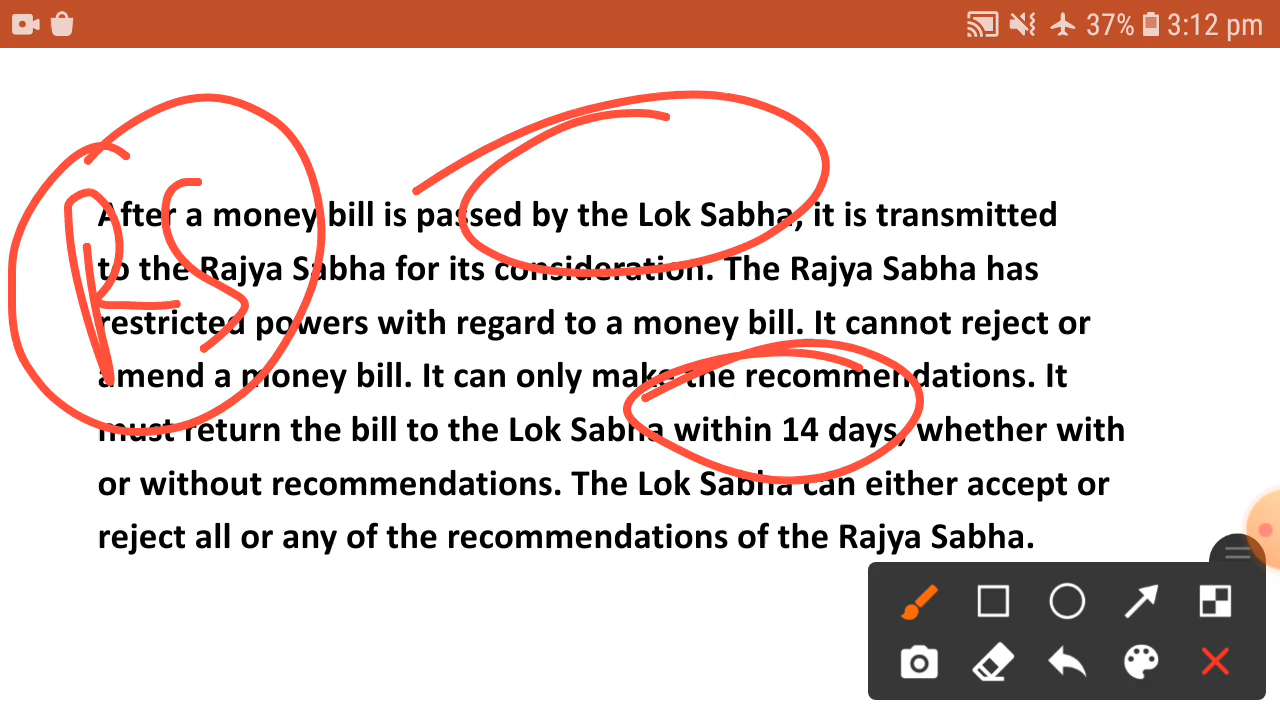 37% 3:12 pm
RS
After a money bill is passed by the Lok Sabha, it is transmitted
to the Rajya Sabha for its consideration. The Rajya Sabha has
restricted powers with regard to a money bill. It cannot reject or
amend a money bill. It can only make the recommendations. It
must return the bill to the Lok Sabha within 14 days, whether with
or without recommendations. The Lok Sabha can either accept or
reject all or any of the recommendations of the Rajya Sabha.